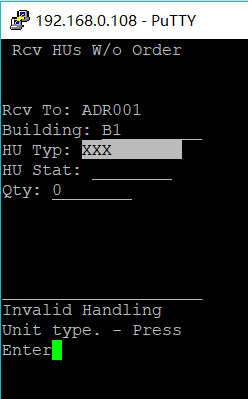 192.168.0.108 - PuTTY
Rcv HUs W/o Order
Rcv To: ADR001
Building: B1
HU Typ: XXX
HU Stat:
Qty: 0
Invalid Handling
Unit type. - Press
Enter